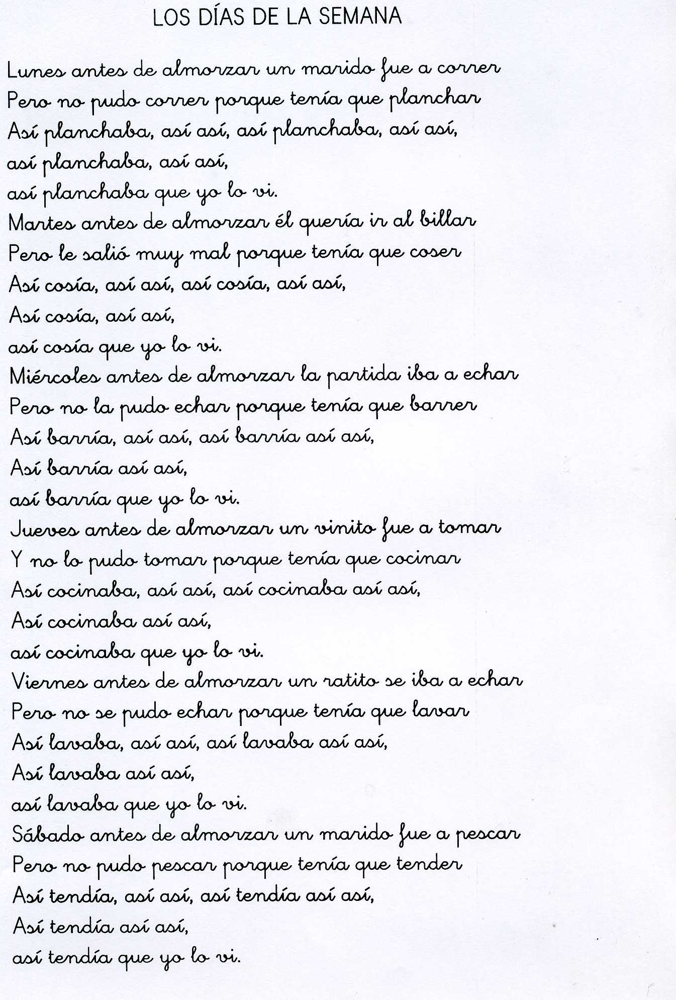 LOS DÍAS DE LA SEMANA
Lunes antes de almorzar un marido fue a correr
Pero no pudo correr porque tenía que planchar
Así planchaba, así así, así planchaba, así así,
así planchaba, así así,
así planchaba que yo lo vi.
Martes antes de almorzar él quería ir al billar
Pero le salió muy mal porque tenía que coser
Así cosía, así así, así cosía, así así,
Así cosía, así así,
así cosía que yo lo vi.
Miércoles antes de almorzar la partida iba a echar
Pero no la pudo echar porque tenía que barrer
Así barría, así así, así barría así así,
Así barría así así,
así barría que yo lo vi.
Jueves antes de almorzar un vinito fue a tomar
Y no lo pudo tomar porque tenía que cocinar
Así cocinaba, así así, así cocinaba así así,
Así cocinaba así así,
así cocinaba que yo lo vi.
Viernes antes de almorzar un ratito se iba a echar
Pero no se pudo echar porque tenía que lavar
Así lavaba, así así, así lavaba así así,
Así lavaba así así,
así lavaba que yo lo vi.
Sábado antes de almorzar un marido fue a pescar
Pero no pudo pescar porque tenía que tender
Así tendía, así así, así tendía así así,
Así tendía así así,
así tendía que yo lo vi.